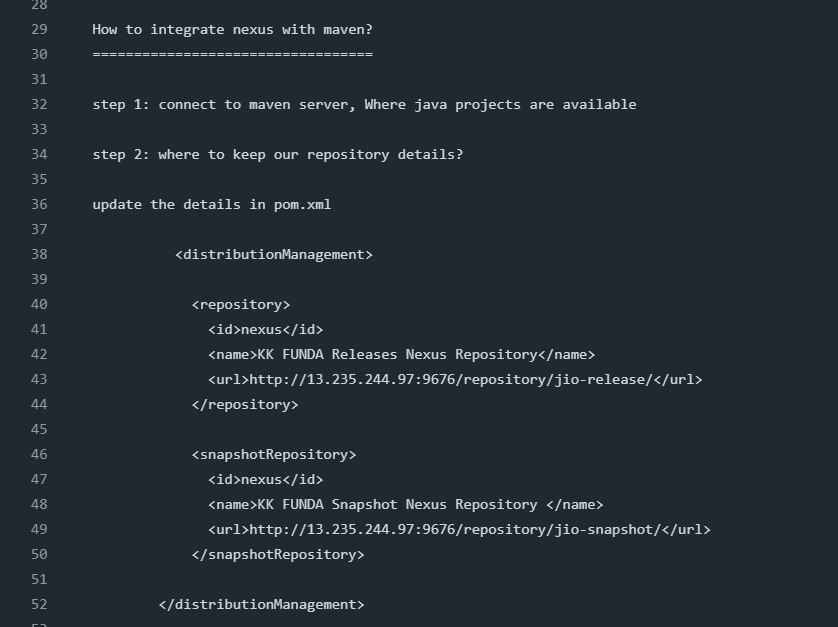 28
29 How to integrate nexus with maven?
30 ==================================
31
32 step 1: connect to maven server, Where java projects are available
33
34 step 2: where to keep our repository details?
35
36 update the details in pom.xml
37
38 <distributionManagement>
39
40 <repository>
41 <id>nexus</id>
42 <name>KK FUNDA Releases Nexus Repository</name>
43 <url>http://13.235.244.97:9676/repository/jio-release/</url>
44 </repository>
45
46 <snapshotRepository>
47 <id>nexus</id>
48 <name>KK FUNDA Snapshot Nexus Repository </name>
49 <url>http://13.235.244.97:9676/repository/jio-snapshot/</url>
50 </snapshotRepository>
51
52 </distributionManagement>